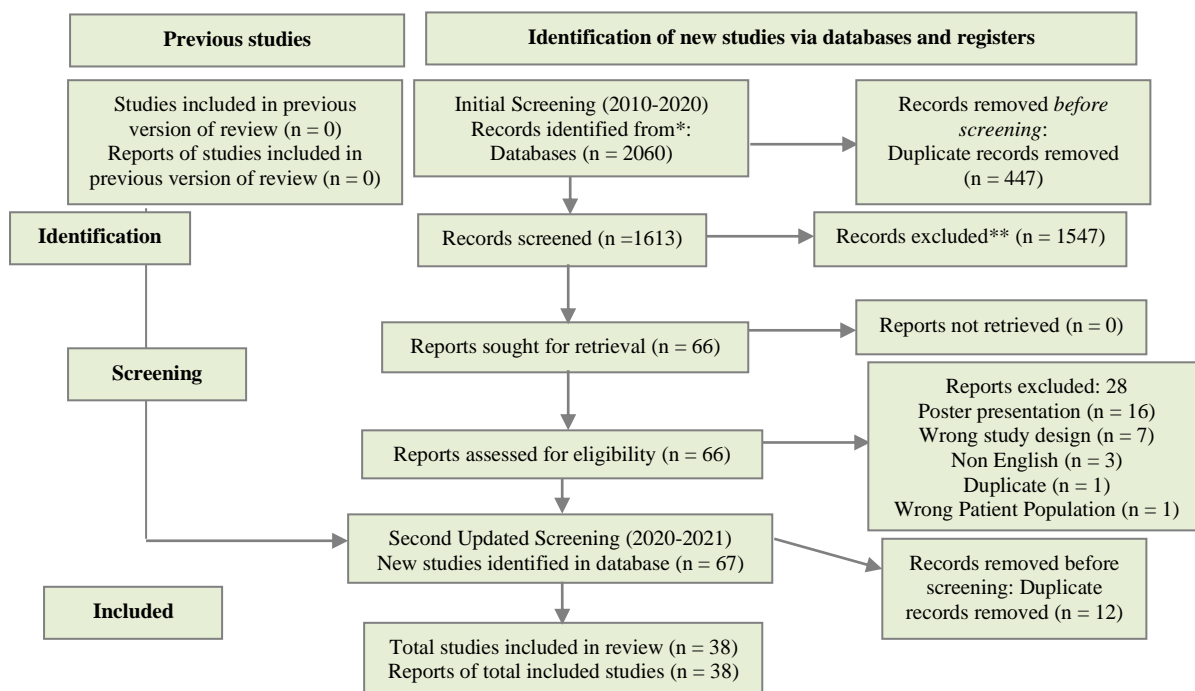 Previous studies
Identification of new studies via databases and registers
Studies included in previous
version of review (n = 0)
Reports of studies included in
previous version of review (n = 0)
Initial Screening (2010-2020)
Records identified from*:
Databases (n = 2060)
Records removed before
screening:
Duplicate records removed
(n = 447)
Identification
Records screened (n =1613)
Records excluded** (n = 1547)
Reports sought for retrieval (n = 66)
Reports not retrieved (n = 0)
Screening
Reports assessed for eligibility (n = 66)
Reports excluded: 28
Poster presentation (n = 16)
Wrong study design (n = 7)
Non English (n = 3)
Duplicate (n = 1)
Wrong Patient Population (n = 1)
Second Updated Screening (2020-2021)
New studies identified in database (n = 67)
Records removed before
screening: Duplicate
records removed (n = 12)
Included
Total studies included in review (n = 38)
Reports of total included studies (n = 38)